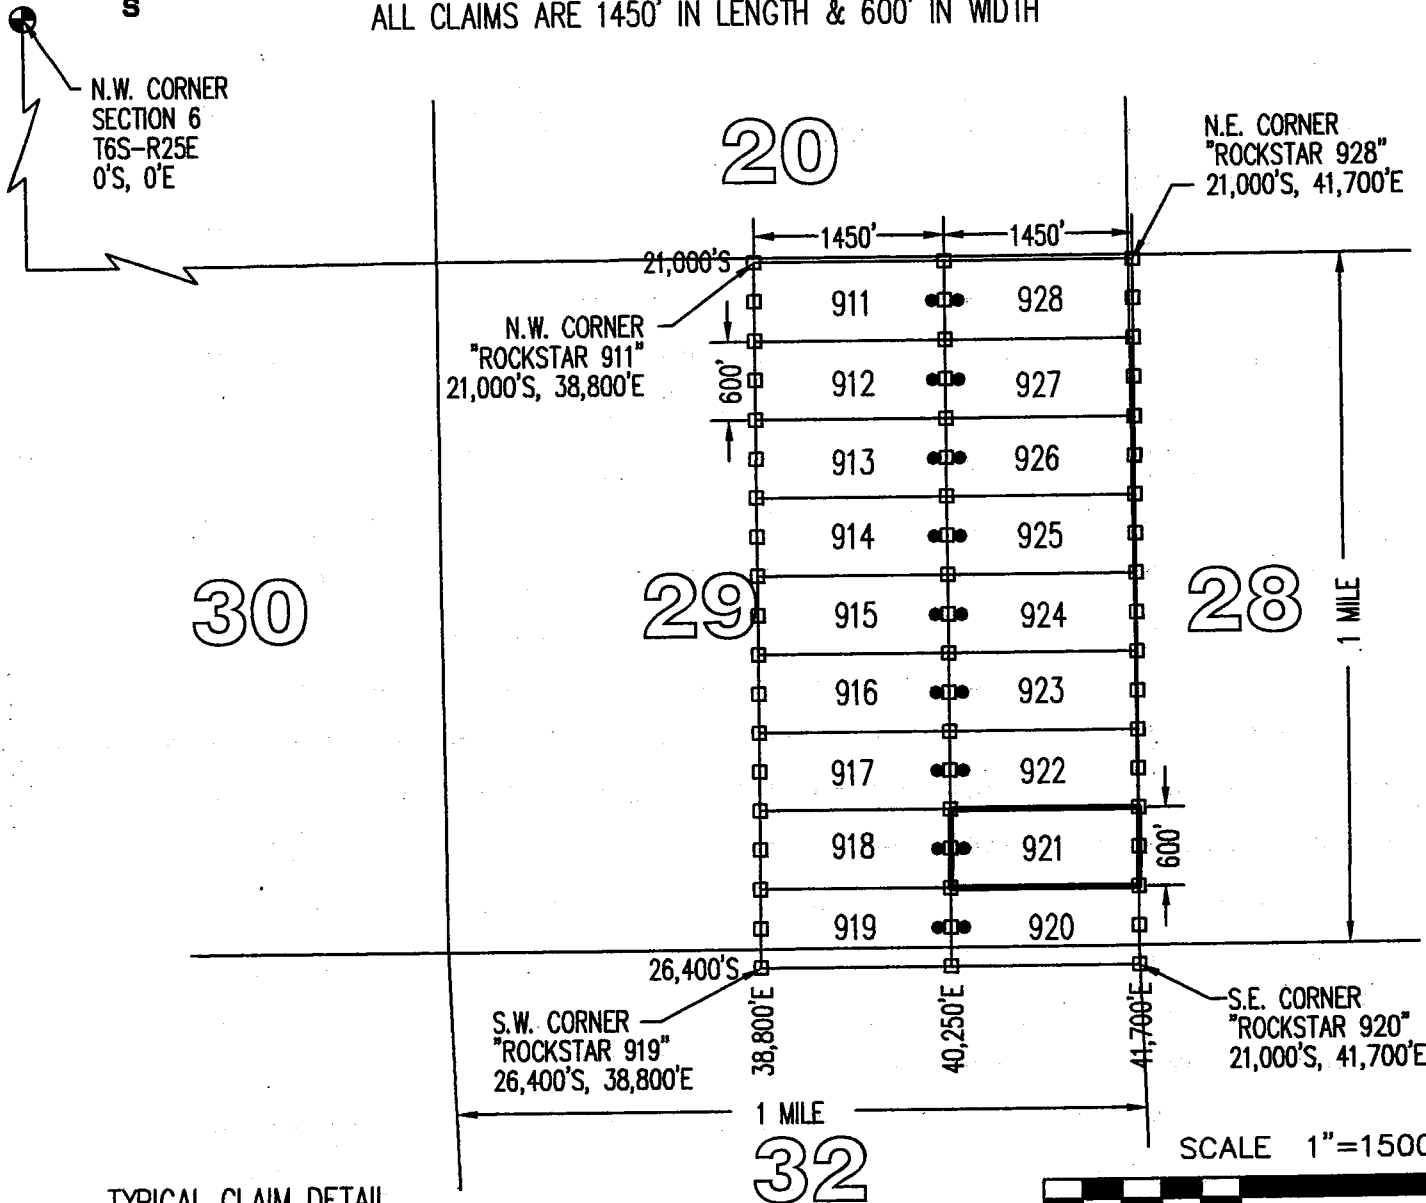 S
ALL CLAIMS ARE 1450' IN LENGTH & 600' IN WIDTH
N.W. CORNER
SECTION 6
T6S-R25E
0'S, 0'E
20
N.E. CORNER
"ROCKSTAR 928"
21,000'S, 41,700'E
1450' 1450'
21,000'S
911 928
N.W. CORNER
"ROCKSTAR 911"
21,000'S, 38,800'E
600'
912 927
913 926
914 925
30 29 28
1 MILE
915 924
916 923
917 922
918 921
600'
919 920
26,400'S
S.W. CORNER
"ROCKSTAR 919"
26,400'S, 38,800'E
38,800'E
40,250'E
41,700'E
S.E. CORNER
"ROCKSTAR 920"
21,000'S, 41,700'E
1 MILE
32
SCALE 1"=1500
TYPICAL CLAIM DETAIL